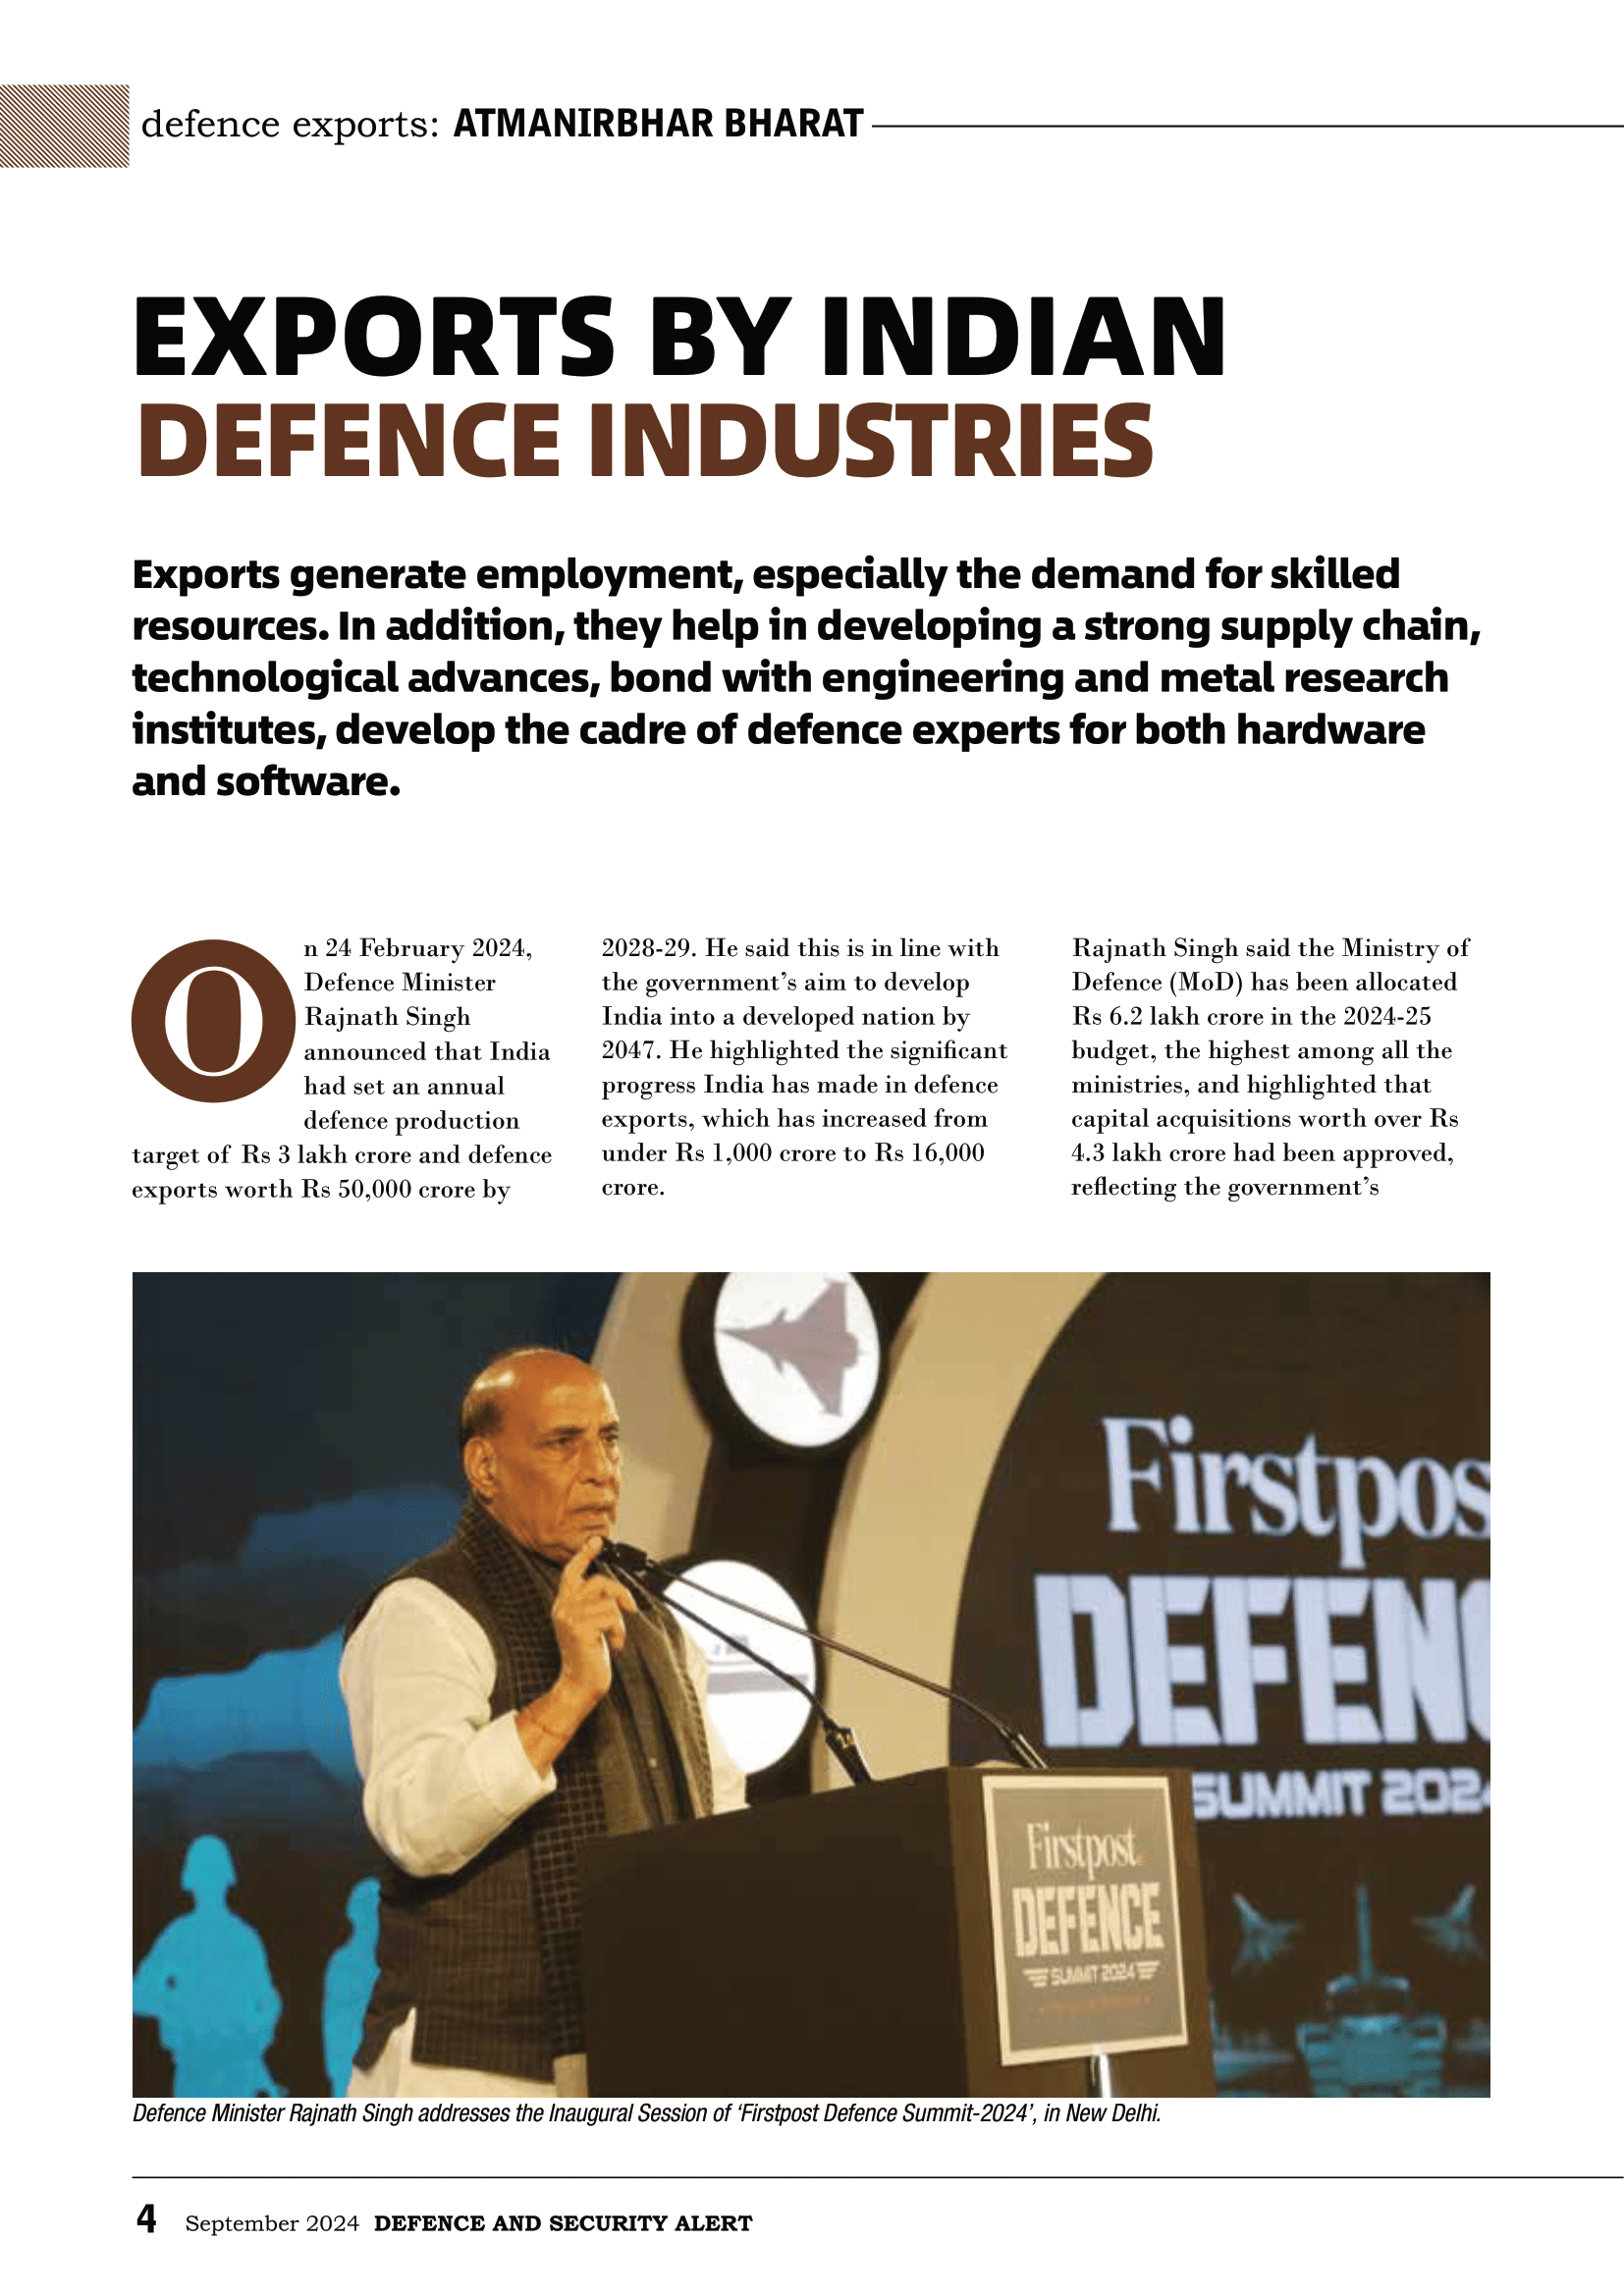 defence exports: ATMANIRBHAR BHARAT
EXPORTS BY INDIAN
DEFENCE INDUSTRIES
Exports generate employment, especially the demand for skilled
resources. In addition, they help in developing a strong supply chain,
technological advances, bond with engineering and metal research
institutes, develop the cadre of defence experts for both hardware
and software.
On 24 February 2024,
Defence Minister
Rajnath Singh
announced that India
had set an annual
defence production
target of Rs 3 lakh crore and defence
exports worth Rs 50,000 crore by
2028-29. He said this is in line with
the government’s aim to develop
India into a developed nation by
2047. He highlighted the significant
progress India has made in defence
exports, which has increased from
under Rs 1,000 crore to Rs 16,000
crore.
Rajnath Singh said the Ministry of
Defence (MoD) has been allocated
Rs 6.2 lakh crore in the 2024-25
budget, the highest among all the
ministries, and highlighted that
capital acquisitions worth over Rs
4.3 lakh crore had been approved,
reflecting the government’s
Firstpos
DEFENC
SUMMIT 2024
Firstpost
DEFENCE
SUMMIT 2024
Defence Minister Rajnath Singh addresses the Inaugural Session of ‘Firstpost Defence Summit-2024’, in New Delhi.
4 September 2024 DEFENCE AND SECURITY ALERT